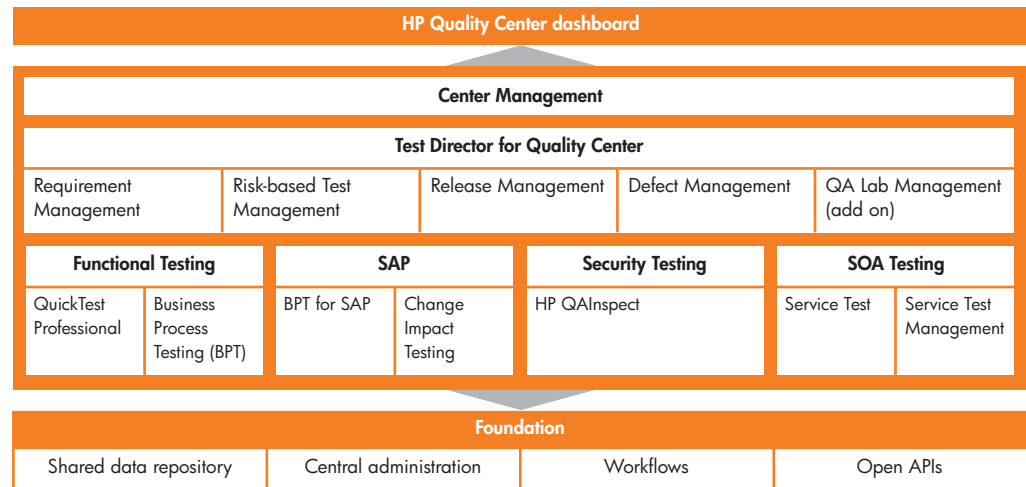 HP Quality Center dashboard
Center Management
Test Director for Quality Center
Requirement
Management
Risk-based Test
Management
Release Management
Defect Management
QA Lab Management
(add on)
Functional Testing
QuickTest
Professional
Business
Process
Testing (BPT)
SAP
BPT for SAP
Change
Impact
Testing
Security Testing
HP QAInspect
SOA Testing
Service Test
Service Test
Management
Foundation
Shared data repository
Central administration
Workflows
Open APIs